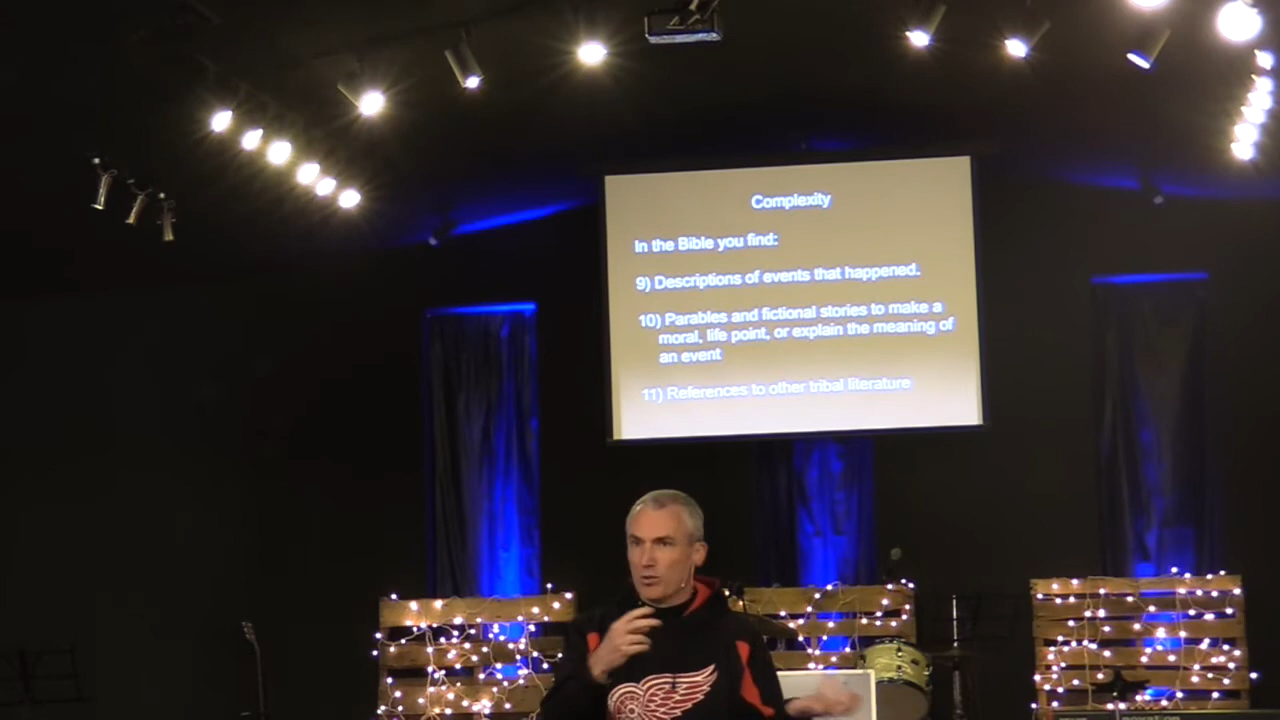 Complexity
In the Bible you find:
9) Descriptions of events that happened.
10) Parables and fictional stories to make a
moral, life point, or explain the meaning of
an event
11) References to other tribal literature